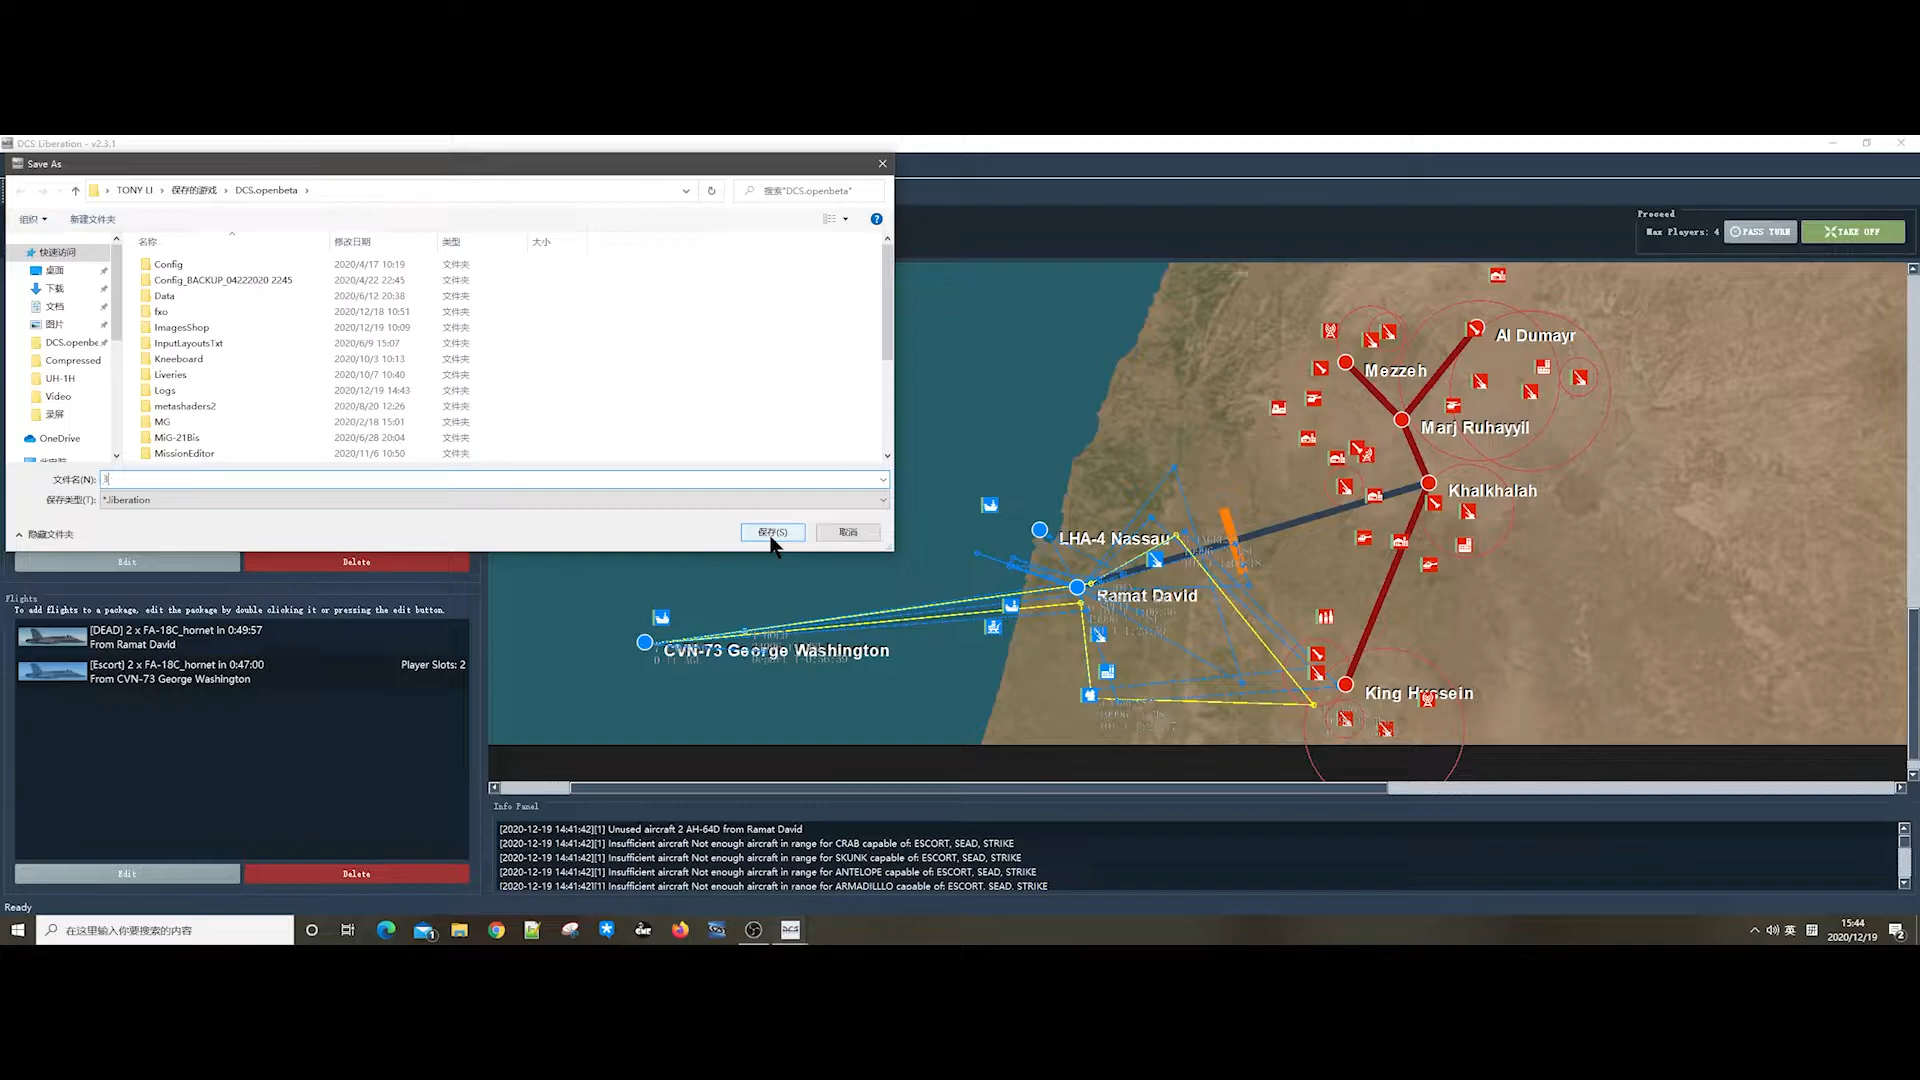 DCS Liberation - v2.3.1
Save As
TONY LI › 保存的游戏 › DCS.openbeta ›
搜索"DCS.openbeta"
组织
新建文件夹
名称 修改日期 类型 大小
快速访问
桌面
下载
文档
图片
DCS.openbe
Compressed
UH-1H
Video
录屏
OneDrive
Config 2020/4/17 10:19 文件夹
Config_BACKUP_04222020 2245 2020/4/22 22:45 文件夹
Data 2020/6/12 20:38 文件夹
fxo 2020/12/18 10:51 文件夹
ImagesShop 2020/12/19 10:09 文件夹
InputLayoutsTxt 2020/6/9 15:07 文件夹
Kneeboard 2020/10/3 10:13 文件夹
Liveries 2020/10/7 10:40 文件夹
Logs 2020/12/19 14:43 文件夹
metashaders2 2020/8/20 12:26 文件夹
MG 2020/2/18 15:01 文件夹
MiG-21Bis 2020/6/28 20:04 文件夹
MissionEditor 2020/11/6 10:50 文件夹
文件名(N):
保存类型(T): *.liberation
隐藏文件夹
保存(S)
取消
Proceed
Max Players: 4
PASS TURN
TAKE OFF
Edit
Delete
Flights
To add flights to a package, edit the package by double clicking it or pressing the edit button.
[DEAD] 2 x FA-18C_hornet in 0:49:57
From Ramat David
[Escort] 2 x FA-18C_hornet in 0:47:00 Player Slots: 2
From CVN-73 George Washington
Edit
Delete
Ready
Al Dumayr
Mezzeh
Marj Ruhayyil
Khalkhalah
LHA-4 Nassau
Ramat David
CVN-73 George Washington
King Hussein
Info Panel
[2020-12-19 14:41:42][1] Unused aircraft 2 AH-64D from Ramat David
[2020-12-19 14:41:42][1] Insufficient aircraft Not enough aircraft in range for CRAB capable of: ESCORT, SEAD, STRIKE
[2020-12-19 14:41:42][1] Insufficient aircraft Not enough aircraft in range for SKUNK capable of: ESCORT, SEAD, STRIKE
[2020-12-19 14:41:42][1] Insufficient aircraft Not enough aircraft in range for ANTELOPE capable of: ESCORT, SEAD, STRIKE
[2020-12-19 14:41:42][1] Insufficient aircraft Not enough aircraft in range for ARMADILLLO capable of: ESCORT, SEAD, STRIKE
在这里输入你要搜索的内容
英
15:44
2020/12/19